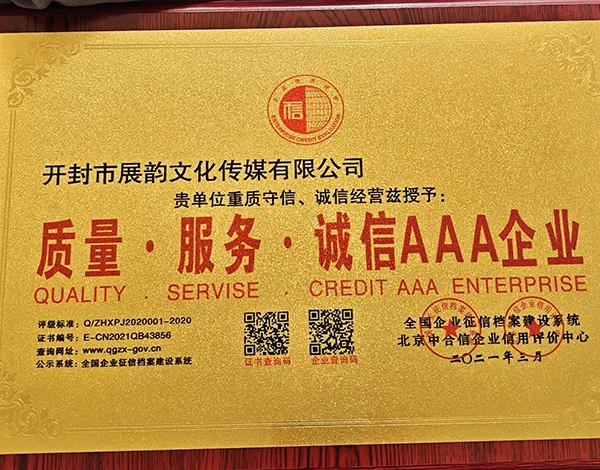 信
ENTERPRISE CREDIT EVALUATION
开封市展韵文化传媒有限公司
贵单位重质守信、诚信经营兹授予：
质量·服务·诚信AAA企业
QUALITY . SERVISE . CREDIT AAA ENTERPRISE
评级标准：Q/ZHXPJ2020001-2020
证书编号：E-CN2021QB43856
查询网址：www.qgzx-gov.cn
公示系统：全国企业征信档案建设系统
证书查询码
企业查询码
全国企业征信档案建设系统
北京中合信企业信用评价中心
二〇二一年三月